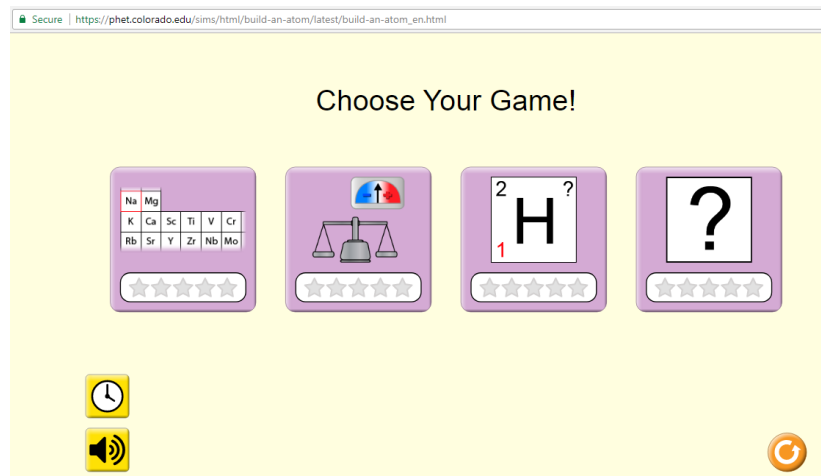 Secure | https://phet.colorado.edu/sims/html/build-an-atom/latest/build-an-atom_en.html
Choose Your Game!
Na Mg
K Ca Sc Ti V Cr
Rb Sr Y Zr Nb Mo
- +
2 ?
H
1
?